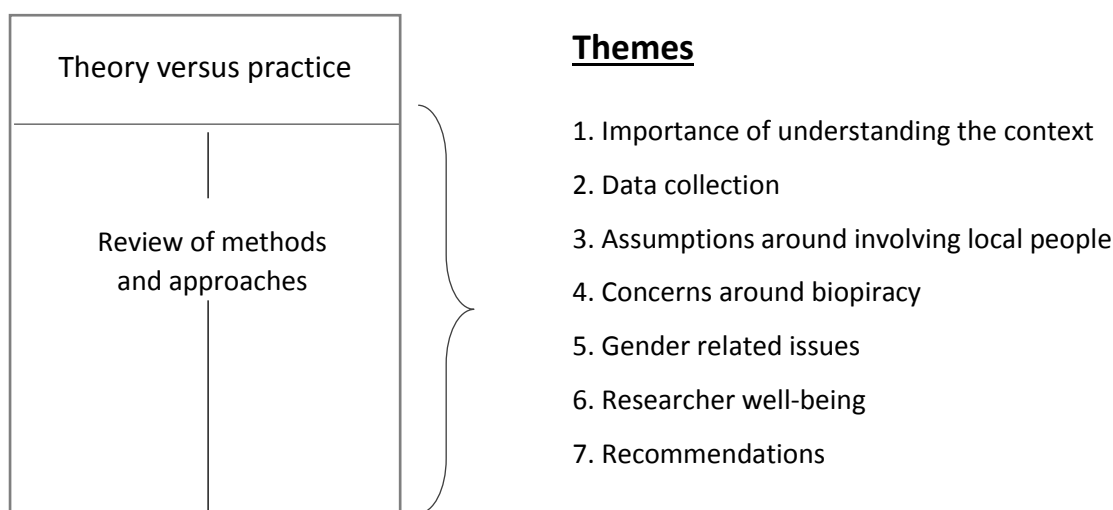 Theory versus practice
Review of methods
and approaches
Themes
1. Importance of understanding the context
2. Data collection
3. Assumptions around involving local people
4. Concerns around biopiracy
5. Gender related issues
6. Researcher well-being
7. Recommendations